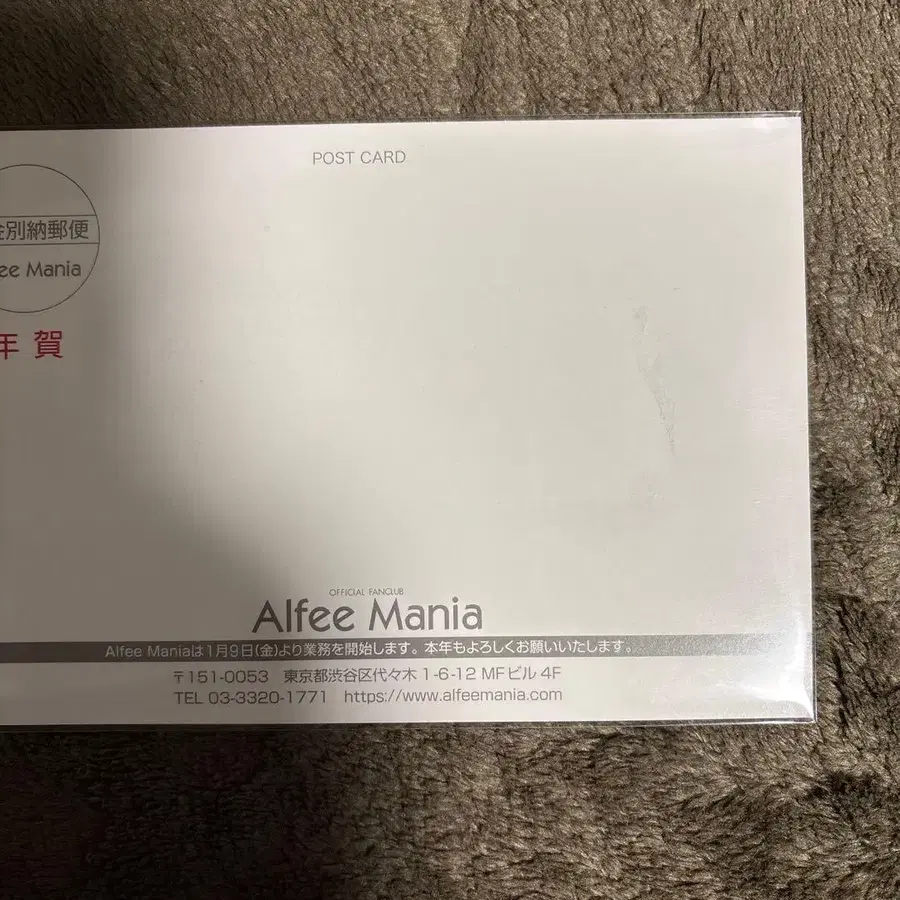 POST CARD
別納郵便
ee Mania
年 賀
OFFICIAL FANCLUB
Alfee Mania
Alfee Maniaは1月9日(金)より業務を開始します。本年もよろしくお願いいたします。
〒151-0053 東京都渋谷区代々木 1-6-12 MFビル 4F
TEL 03-3320-1771 https://www.alfeemania.com